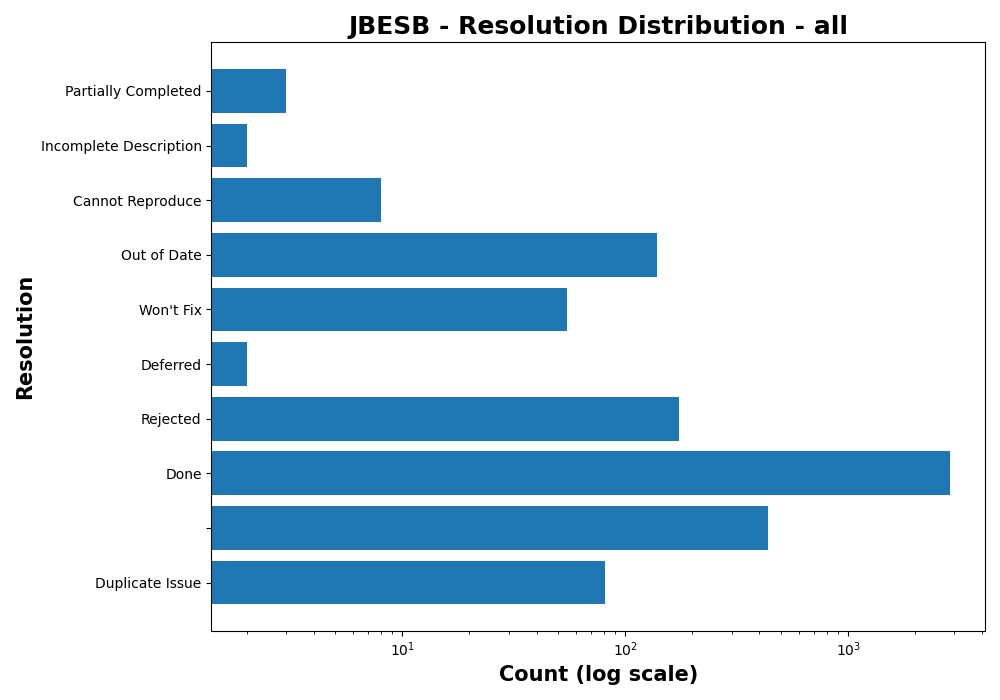 JBESB - Resolution Distribution - all
Resolution
Partially Completed
Incomplete Description
Cannot Reproduce
Out of Date
Won't Fix
Deferred
Rejected
Done
Duplicate Issue
10¹ 10² 10³
Count (log scale)